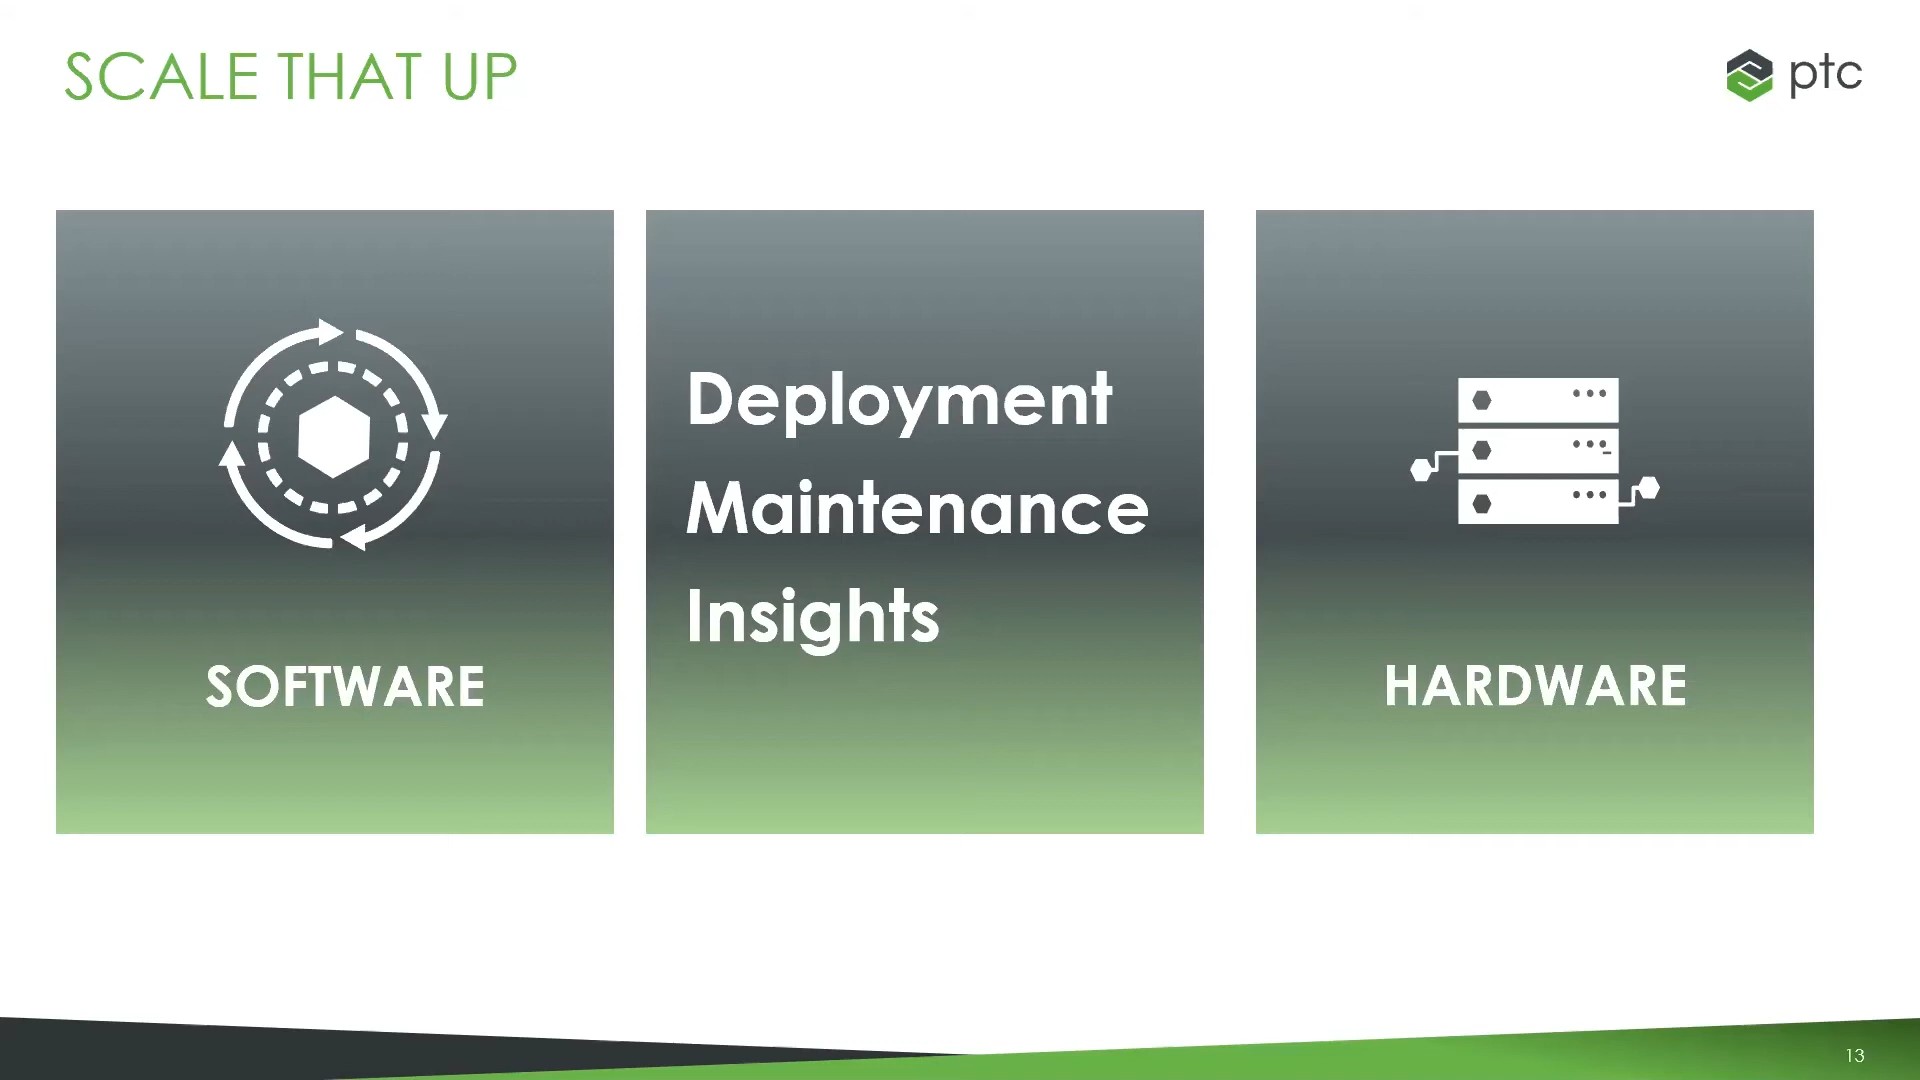 SCALE THAT UP
ptc
SOFTWARE
Deployment
Maintenance
Insights
HARDWARE
13